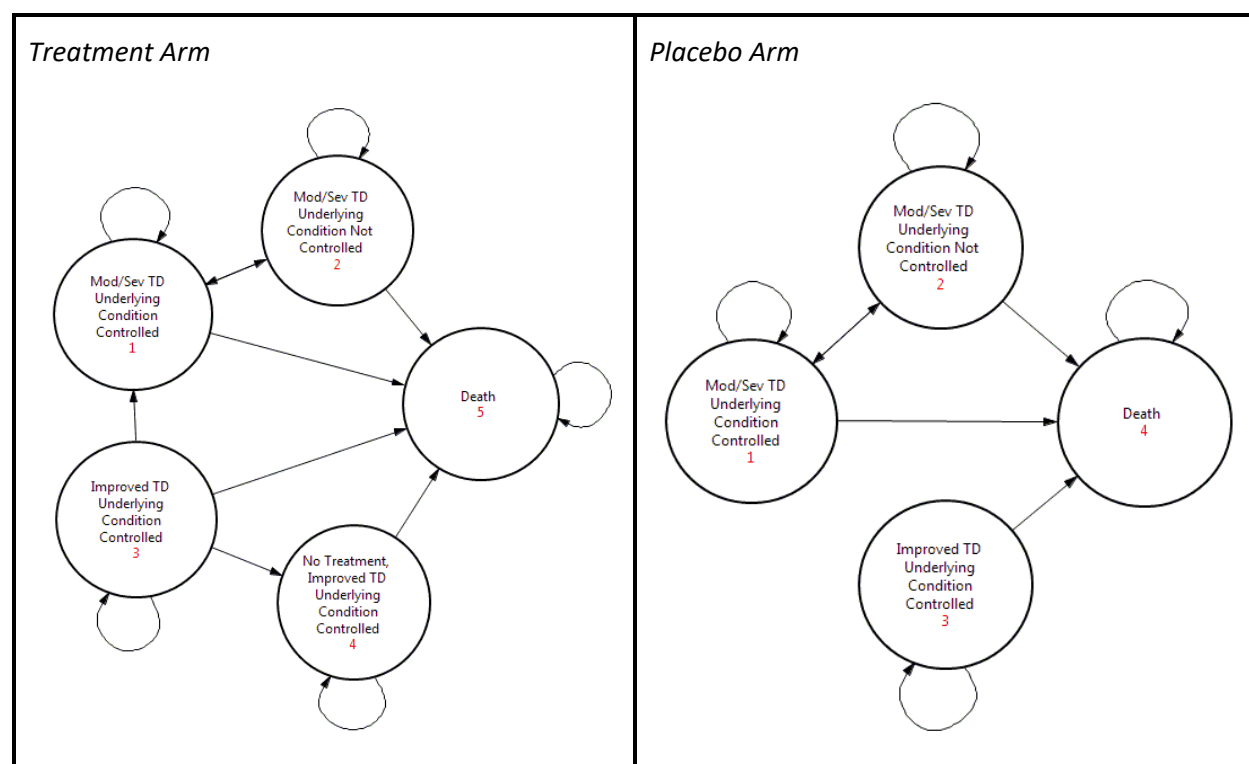 Treatment Arm
Mod/Sev TD
Underlying
Condition Not
Controlled
2
Mod/Sev TD
Underlying
Condition
Controlled
1
Death
5
Improved TD
Underlying
Condition
Controlled
3
No Treatment,
Improved TD
Underlying
Condition
Controlled
4
Placebo Arm
Mod/Sev TD
Underlying
Condition Not
Controlled
2
Mod/Sev TD
Underlying
Condition
Controlled
1
Death
4
Improved TD
Underlying
Condition
Controlled
3